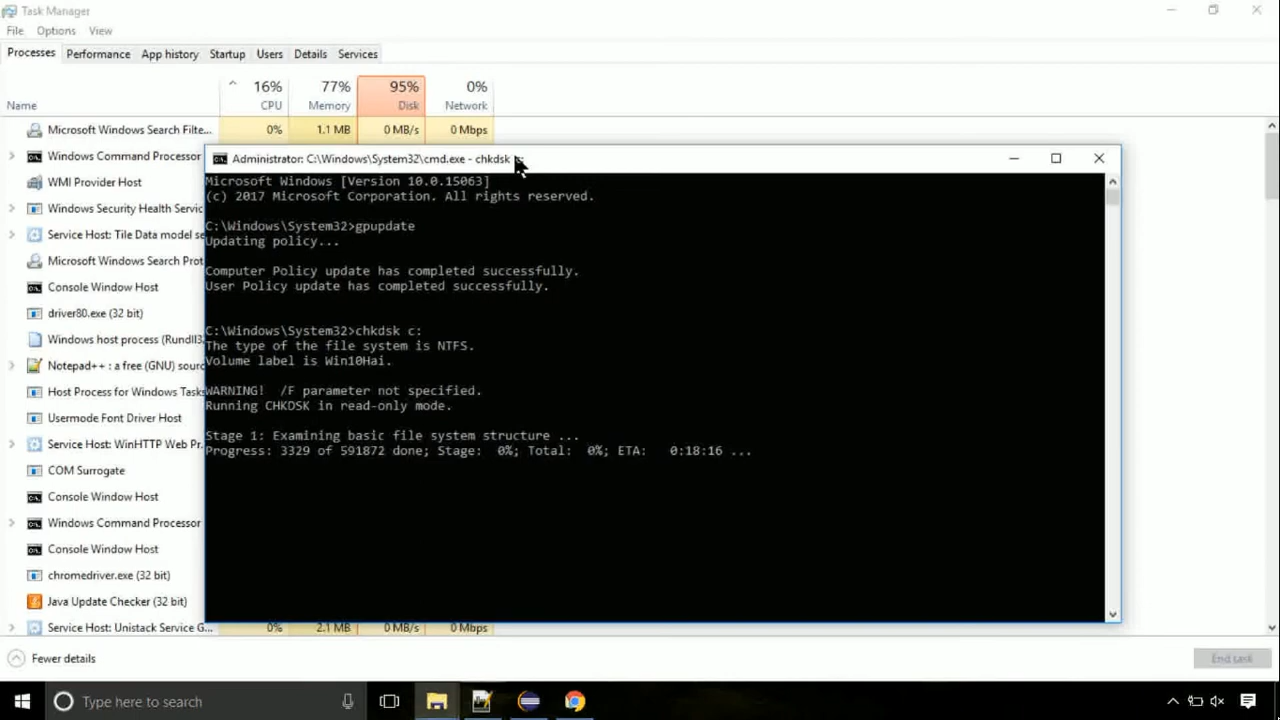 Task Manager
File Options View
Processes Performance App history Startup Users Details Services
16% 77% 95% 0%
Name CPU Memory Disk Network
Microsoft Windows Search Filte... 0% 1.1 MB 0 MB/s 0 Mbps
Windows Command Processor
WMI Provider Host
Windows Security Health Servic
Service Host: Tile Data model se
Microsoft Windows Search Prot
Console Window Host
driver80.exe (32 bit)
Windows host process (Rundll3
Notepad++ : a free (GNU) sourc
Host Process for Windows Task
Usermode Font Driver Host
Service Host: WinHTTP Web Pr
COM Surrogate
Console Window Host
Windows Command Processor
Console Window Host
chromedriver.exe (32 bit)
Java Update Checker (32 bit)
Service Host: Unistack Service G... 0% 2.1 MB 0 MB/s 0 Mbps
Administrator: C:\Windows\System32\cmd.exe - chkdsk
Microsoft Windows [Version 10.0.15063]
(c) 2017 Microsoft Corporation. All rights reserved.
C:\Windows\System32>gpupdate
Updating policy...
Computer Policy update has completed successfully.
User Policy update has completed successfully.
C:\Windows\System32>chkdsk c:
The type of the file system is NTFS.
Volume label is Win10Hai.
WARNING! /F parameter not specified.
Running CHKDSK in read-only mode.
Stage 1: Examining basic file system structure ...
Progress: 3329 of 591872 done; Stage: 0%; Total: 0%; ETA: 0:18:16 ...
Fewer details
End task
Type here to search